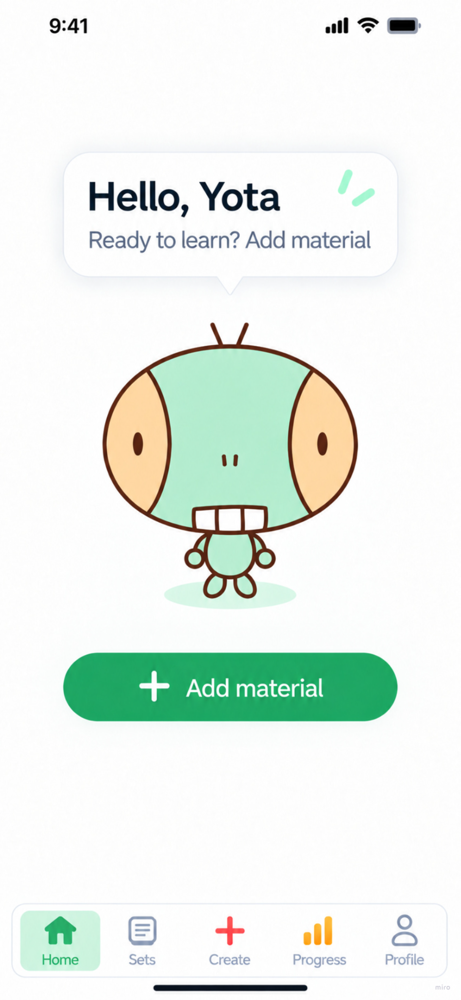 9:41
Hello, Yota
Ready to learn? Add material
Add material
Home
Sets
Create
Progress
Profile
miro